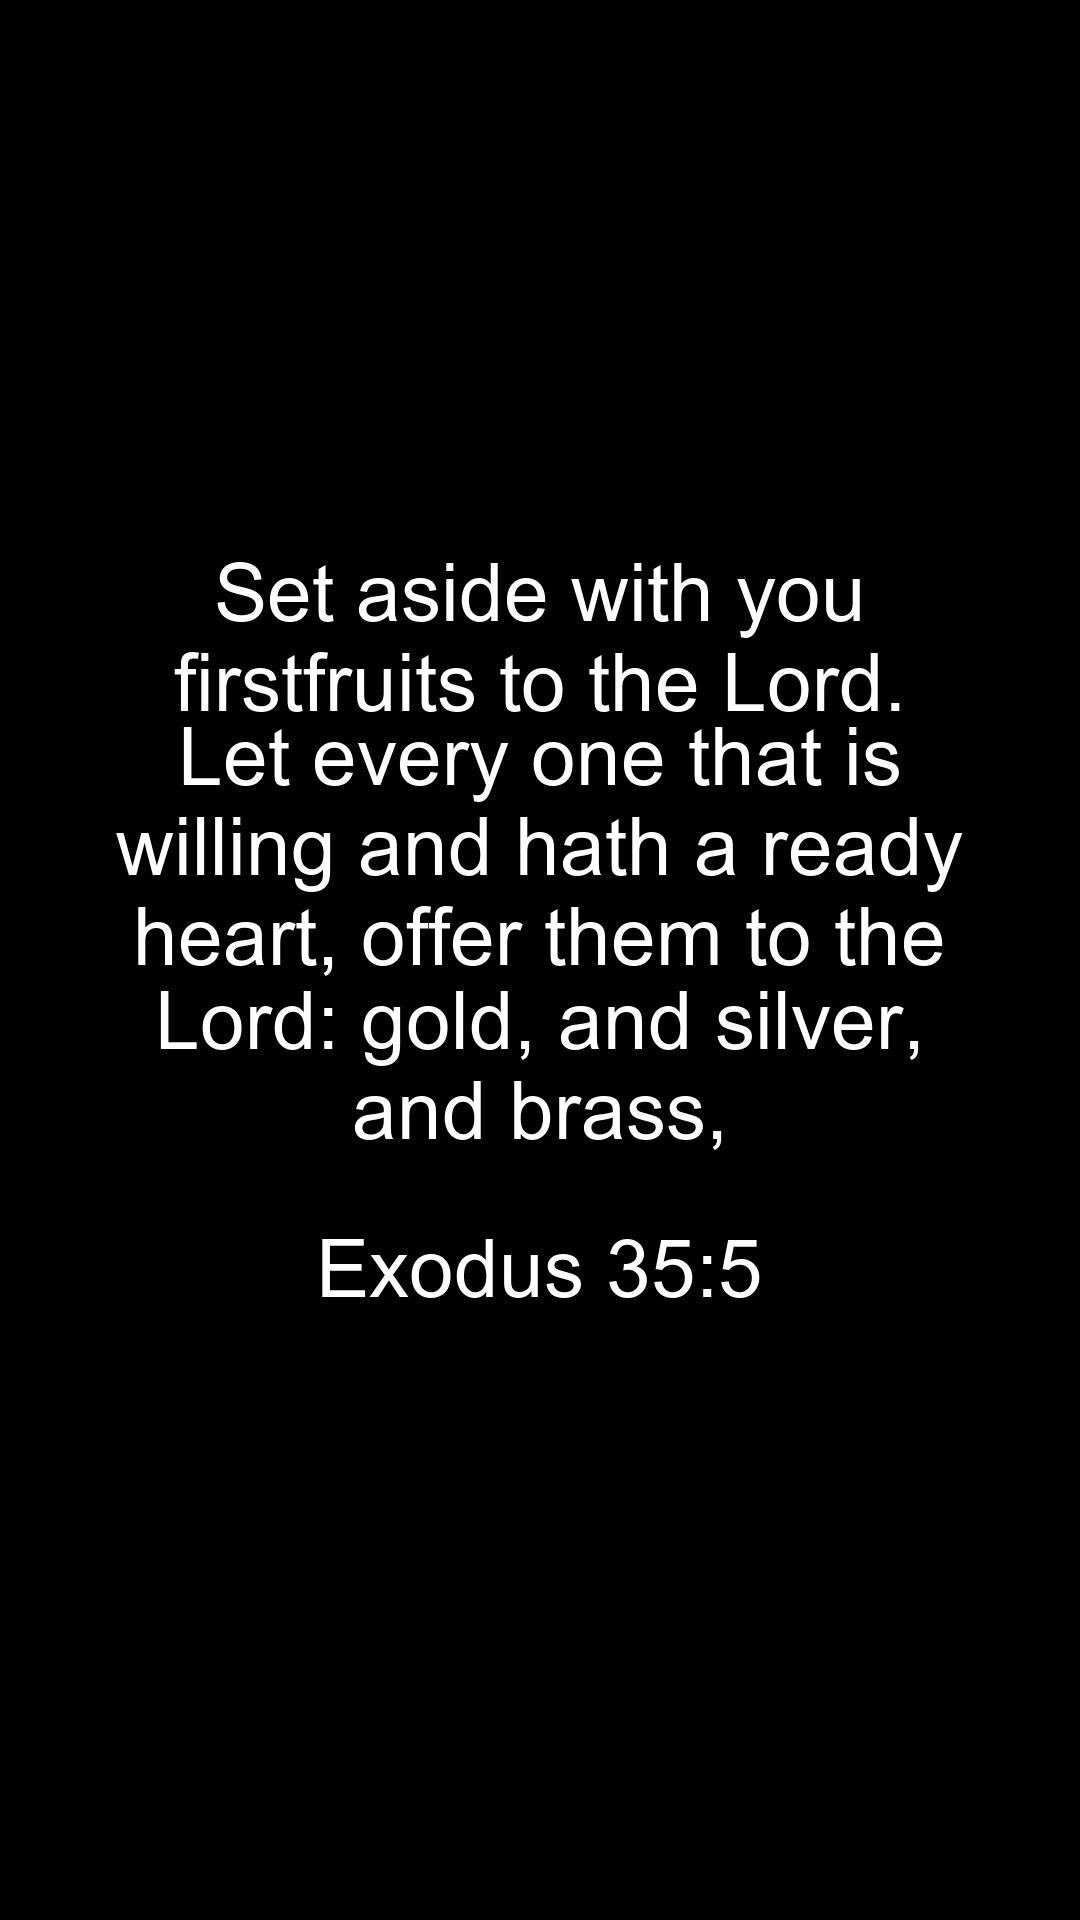 Set aside with you
firstfruits to the Lord.
Let every one that is
willing and hath a ready
heart, offer them to the
Lord: gold, and silver,
and brass,
Exodus 35:5